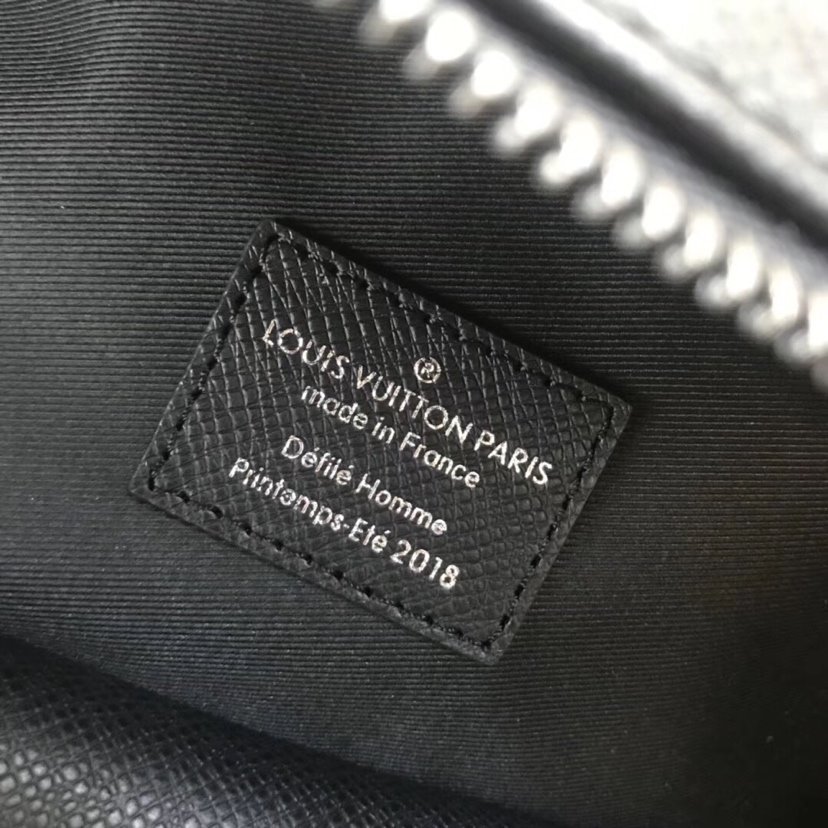 ®
LOUIS VUITTON PARIS
made in France
Défilé Homme
Printemps-Eté 2018